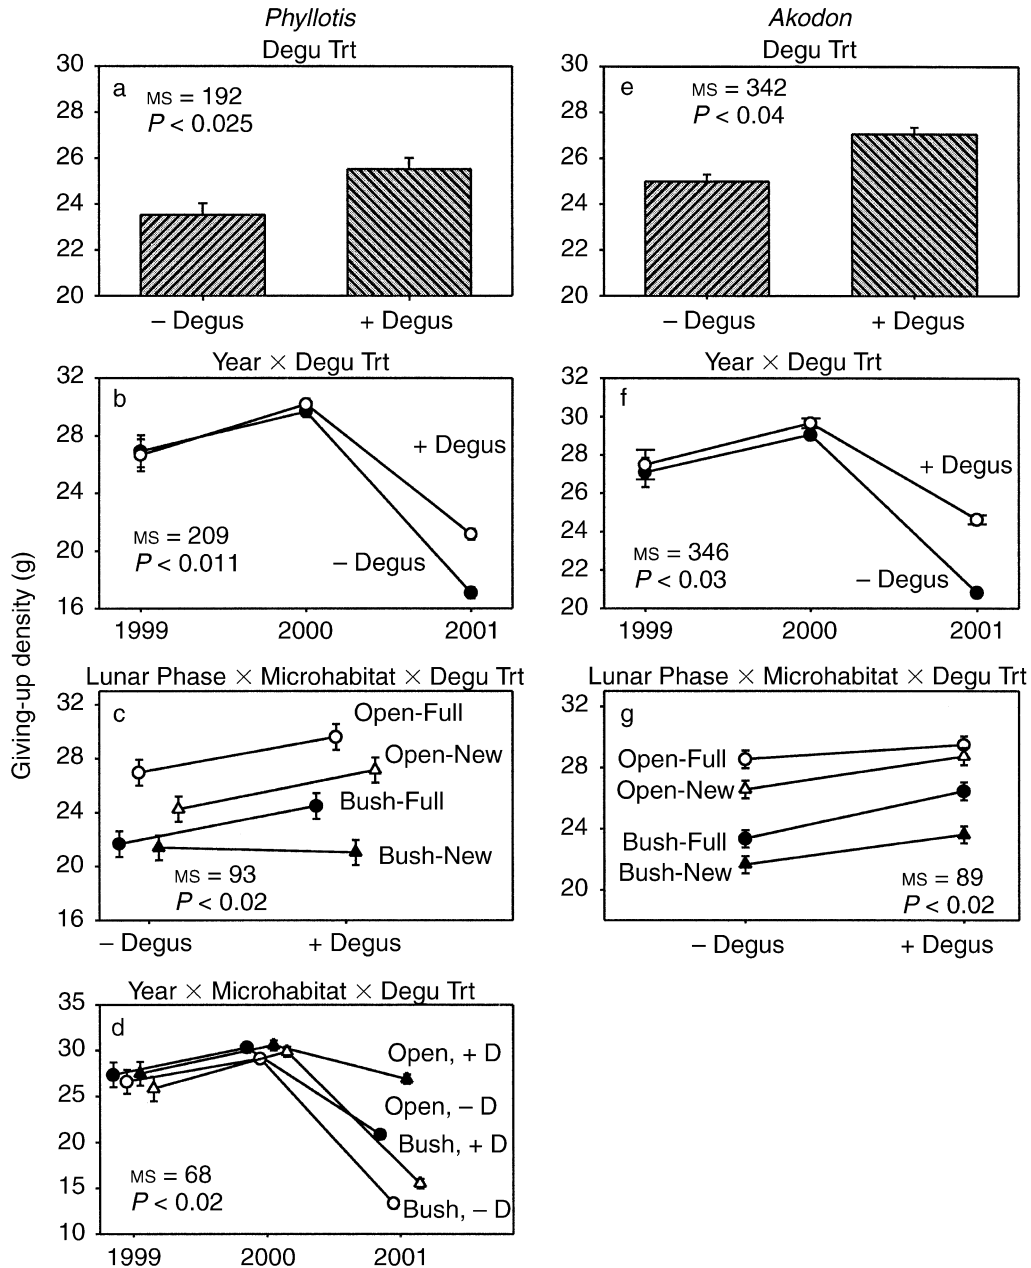 Phyllotis
Degu Trt
a
MS = 192
P < 0.025
30
28
26
24
22
20
– Degus
+ Degus
Akodon
Degu Trt
e
MS = 342
P < 0.04
30
28
26
24
22
20
– Degus
+ Degus
Year × Degu Trt
b
+ Degus
– Degus
MS = 209
P < 0.011
32
28
24
20
16
1999
2000
2001
Year × Degu Trt
f
+ Degus
– Degus
MS = 346
P < 0.03
32
30
28
26
24
22
20
1999
2000
2001
Giving-up density (g)
Lunar Phase × Microhabitat × Degu Trt
c
Open-Full
Open-New
Bush-Full
Bush-New
MS = 93
P < 0.02
32
28
24
20
16
– Degus
+ Degus
Lunar Phase × Microhabitat × Degu Trt
g
Open-Full
Open-New
Bush-Full
Bush-New
MS = 89
P < 0.02
32
28
24
20
– Degus
+ Degus
Year × Microhabitat × Degu Trt
d
Open, + D
Open, – D
Bush, + D
Bush, – D
MS = 68
P < 0.02
35
30
25
20
15
10
1999
2000
2001